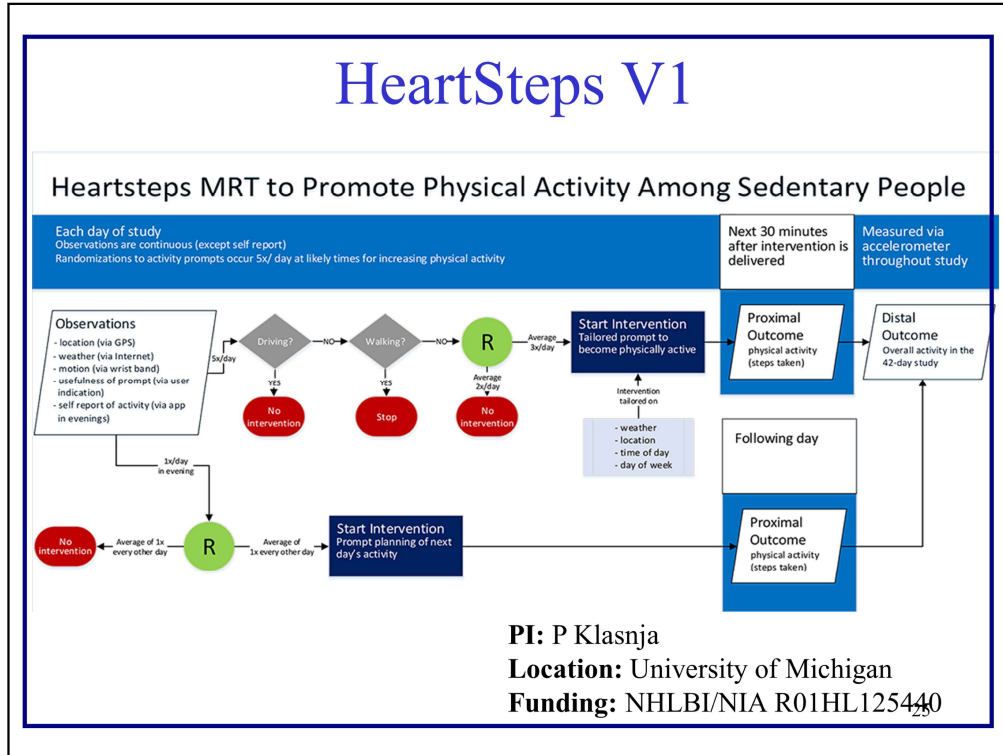 HeartSteps V1
Heartsteps MRT to Promote Physical Activity Among Sedentary People
Each day of study
Observations are continuous (except self report)
Randomizations to activity prompts occur 5x/ day at likely times for increasing physical activity
Next 30 minutes
after intervention is
delivered
Measured via
accelerometer
throughout study
Observations
- location (via GPS)
- weather (via Internet)
- motion (via wrist band)
- usefulness of prompt (via user
indication)
- self report of activity (via app
in evenings)
5x/day
Driving?
NO
YES
No
intervention
Walking?
NO
YES
Stop
R
Average
3x/day
Average
2x/day
No
intervention
Start Intervention
Tailored prompt to
become physically active
Intervention
tailored on
- weather
- location
- time of day
- day of week
Proximal
Outcome
physical activity
(steps taken)
Distal
Outcome
Overall activity in the
42-day study
1x/day
in evening
No
intervention
Average of 1x
every other day
R
Average of
1x every other day
Start Intervention
Prompt planning of next
day's activity
Following day
Proximal
Outcome
physical activity
(steps taken)
PI: P Klasnja
Location: University of Michigan
Funding: NHLBI/NIA R01HL125440
25